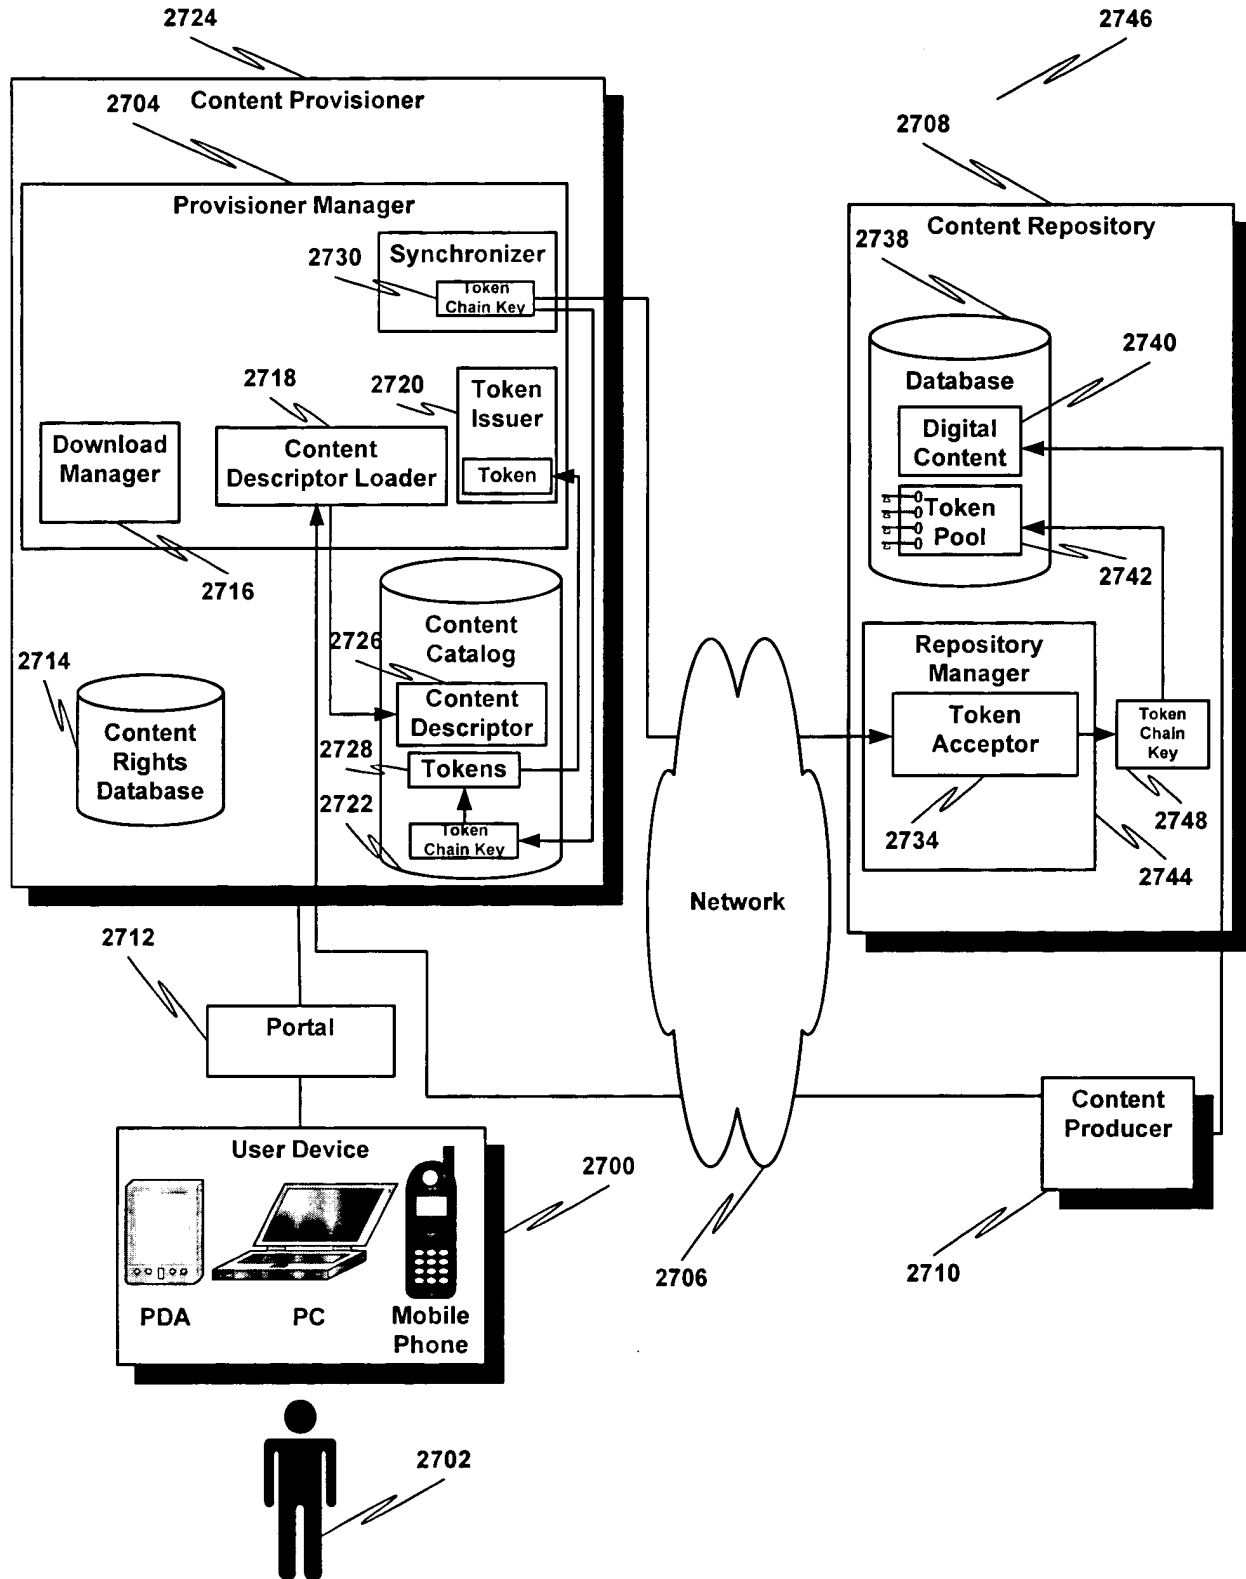 2724
2746
2704
Content Provisioner
2708
Provisioner Manager
Content Repository
2730
Synchronizer
Token
Chain Key
2738
2718
2720
Token
Issuer
Token
2740
Database
Digital
Content
Token
Pool
Download
Manager
Content
Descriptor Loader
2716
2742
2726
Content
Catalog
Content
Descriptor
2714
Content
Rights
Database
2728
Tokens
2722
Token
Chain Key
Repository
Manager
Token
Acceptor
Token
Chain
Key
2734
2748
2744
Network
2712
Portal
Content
Producer
User Device
2700
PDA
PC
Mobile
Phone
2706
2710
2702